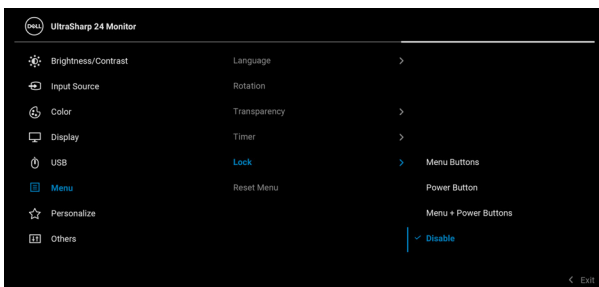 DELL UltraSharp 24 Monitor
Brightness/Contrast Language
Input Source Rotation
Color Transparency
Display Timer
USB Lock Menu Buttons
Menu Reset Menu Power Button
Personalize Menu + Power Buttons
Others Disable
Exit